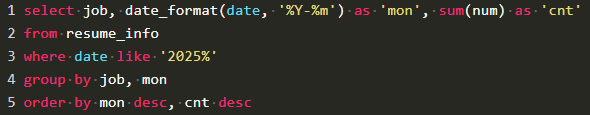 1 select job, date_format(date, '%Y-%m') as 'mon', sum(num) as 'cnt'
2 from resume_info
3 where date like '2025%'
4 group by job, mon
5 order by mon desc, cnt desc